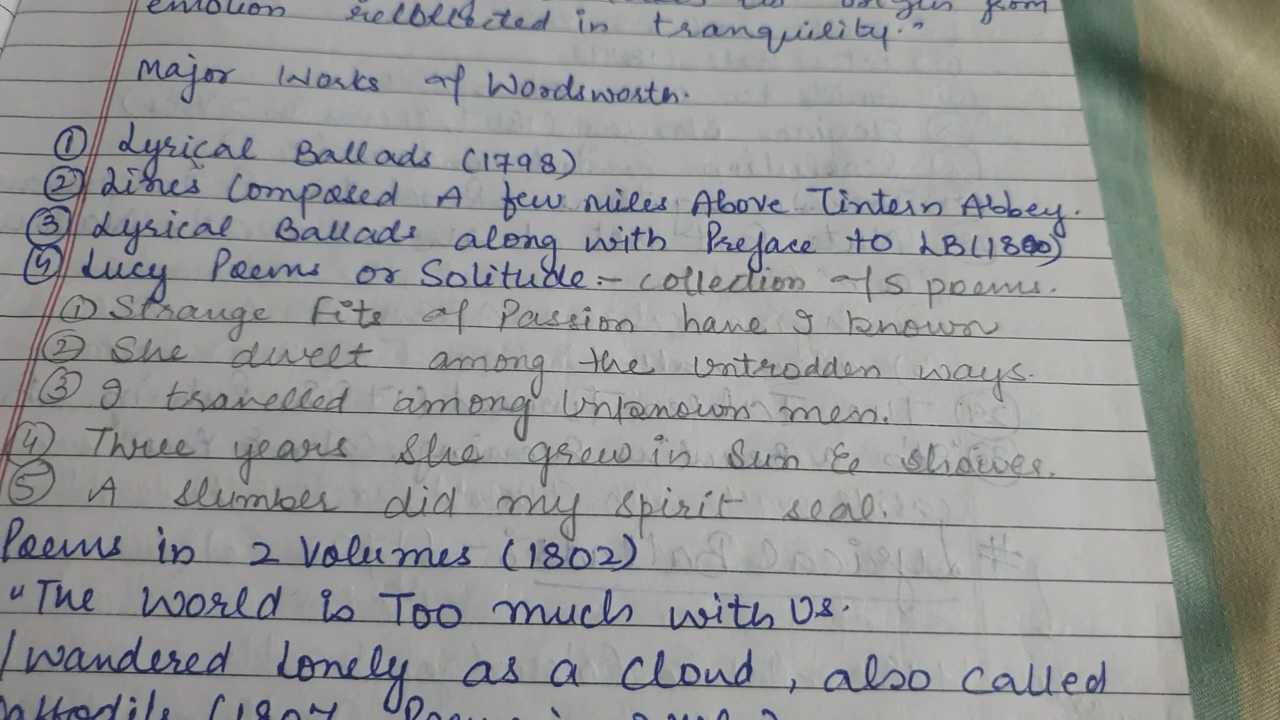 emotion recollected in tranquility."
Major Works of Wordsworth.
① Lyrical Ballads (1798)
② Lines Composed A few miles Above Tintern Abbey.
③ Lyrical Ballads along with Preface to LB (1800)
④ Lucy Poems or Solitude :- collection of 5 poems.
① Strange Fits of Passion have I known
② She dwelt among the untrodden ways.
③ I travelled among Unknown men.
④ Three years she grew in Sun & shower.
⑤ A slumber did my spirit seal.
Poems in 2 Volumes (1802)
"The World is Too much with Us.
I wandered lonely as a Cloud, also called